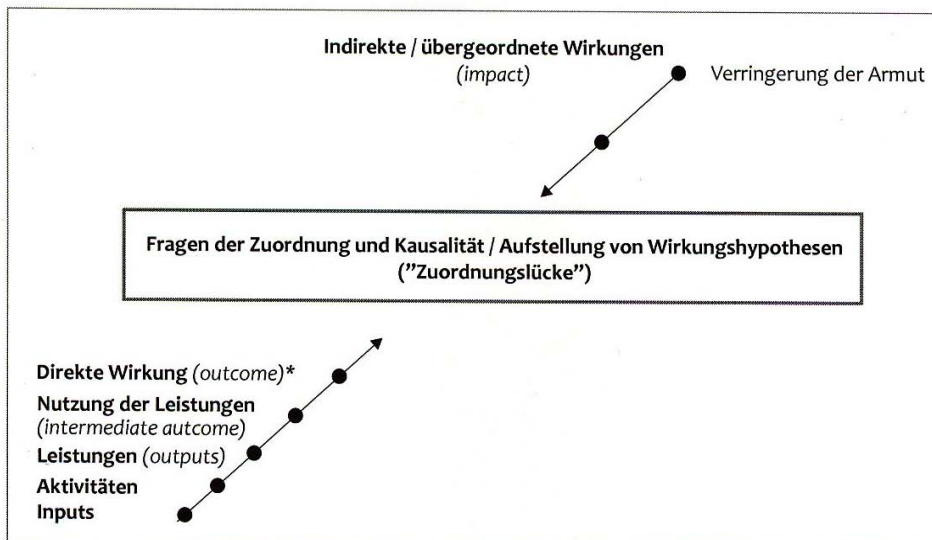 Indirekte / übergeordnete Wirkungen
(impact)
Verringerung der Armut
Fragen der Zuordnung und Kausalität / Aufstellung von Wirkungshypothesen
("Zuordnungslücke")
Direkte Wirkung (outcome)*
Nutzung der Leistungen
(intermediate autcome)
Leistungen (outputs)
Aktivitäten
Inputs